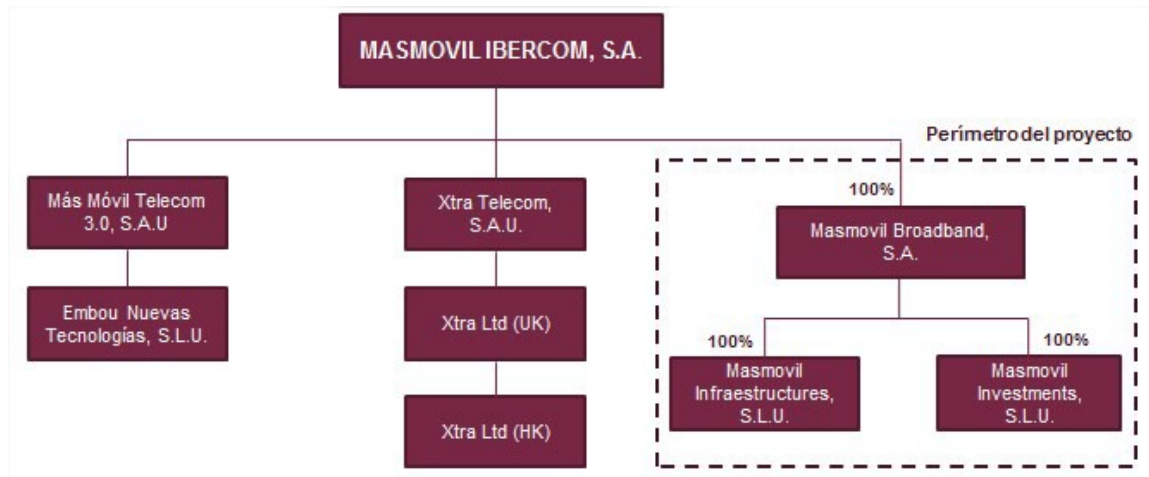 MASMOVIL IBERCOM, S.A.
Perímetro del proyecto
100%
Más Móvil Telecom
3.0, S.A.U
Xtra Telecom,
S.A.U.
Masmovil Broadband,
S.A.
Embou Nuevas
Tecnologías, S.L.U.
Xtra Ltd (UK)
100%
100%
Masmovil
Infraestructures,
S.L.U.
Masmovil
Investments,
S.L.U.
Xtra Ltd (HK)